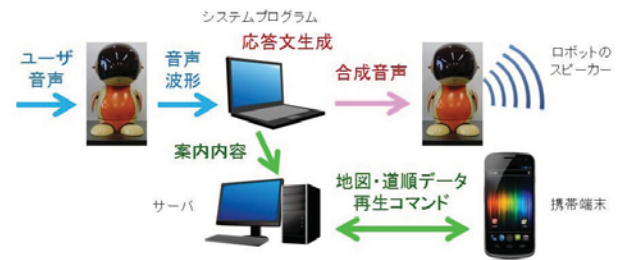 システムプログラム
応答文生成
ユーザ
音声
音声
波形
合成音声
ロボットの
スピーカー
案内内容
サーバ
地図・道順データ
再生コマンド
携帯端末